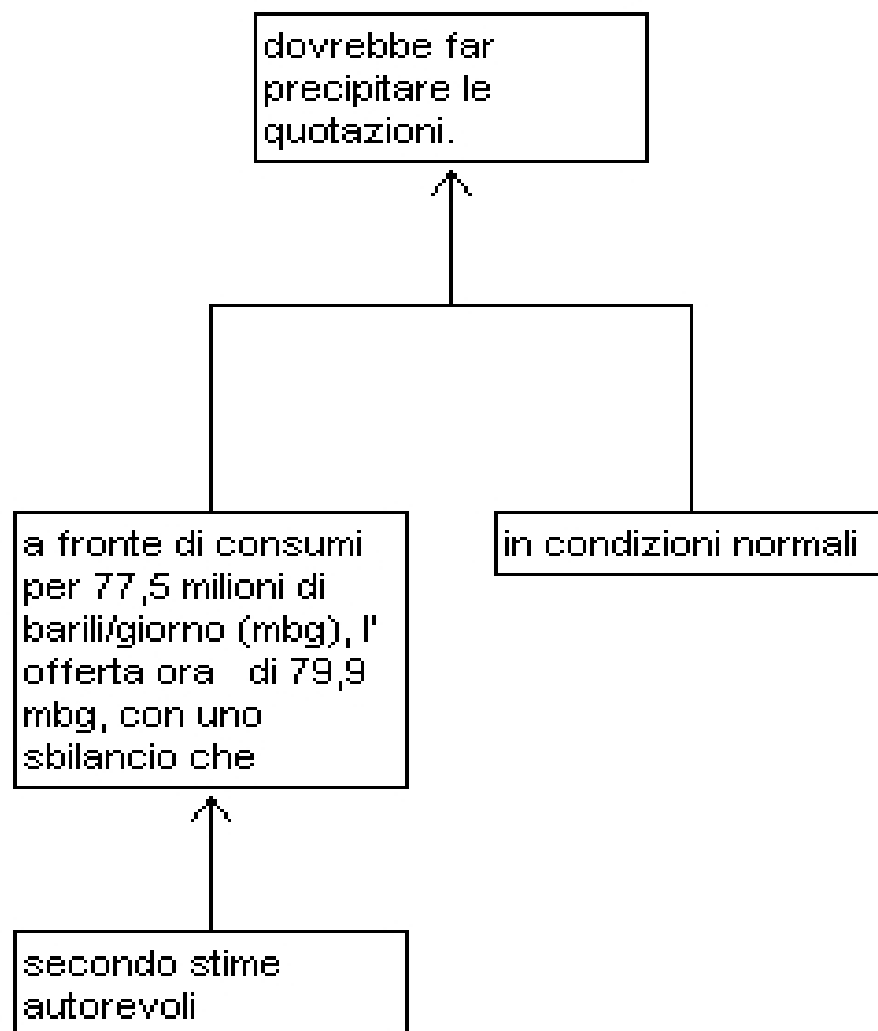 dovrebbe far
precipitare le
quotazioni.
a fronte di consumi
per 77,5 milioni di
barili/giorno (mbg), l'
offerta ora   di 79,9
mbg, con uno
sbilancio che
in condizioni normali
secondo stime
autorevoli